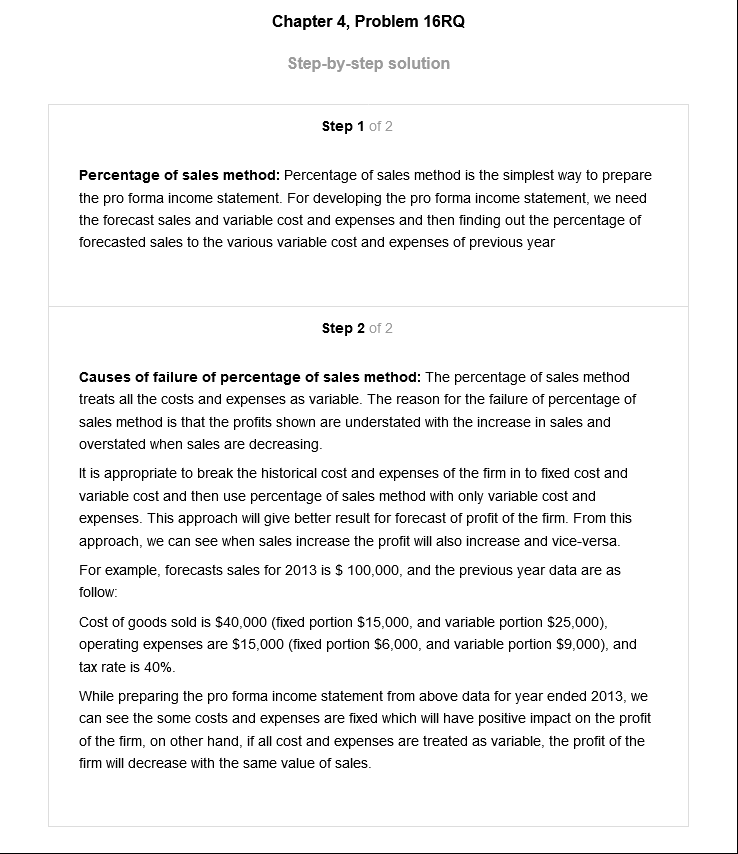 Chapter 4, Problem 16RQ
Step-by-step solution
Step 1 of 2
Percentage of sales method: Percentage of sales method is the simplest way to prepare
the pro forma income statement. For developing the pro forma income statement, we need
the forecast sales and variable cost and expenses and then finding out the percentage of
forecasted sales to the various variable cost and expenses of previous year
Step 2 of 2
Causes of failure of percentage of sales method: The percentage of sales method
treats all the costs and expenses as variable. The reason for the failure of percentage of
sales method is that the profits shown are understated with the increase in sales and
overstated when sales are decreasing.
It is appropriate to break the historical cost and expenses of the firm in to fixed cost and
variable cost and then use percentage of sales method with only variable cost and
expenses. This approach will give better result for forecast of profit of the firm. From this
approach, we can see when sales increase the profit will also increase and vice-versa.
For example, forecasts sales for 2013 is $ 100,000, and the previous year data are as
follow:
Cost of goods sold is $40,000 (fixed portion $15,000, and variable portion $25,000),
operating expenses are $15,000 (fixed portion $6,000, and variable portion $9,000), and
tax rate is 40%.
While preparing the pro forma income statement from above data for year ended 2013, we
can see the some costs and expenses are fixed which will have positive impact on the profit
of the firm, on other hand, if all cost and expenses are treated as variable, the profit of the
firm will decrease with the same value of sales.